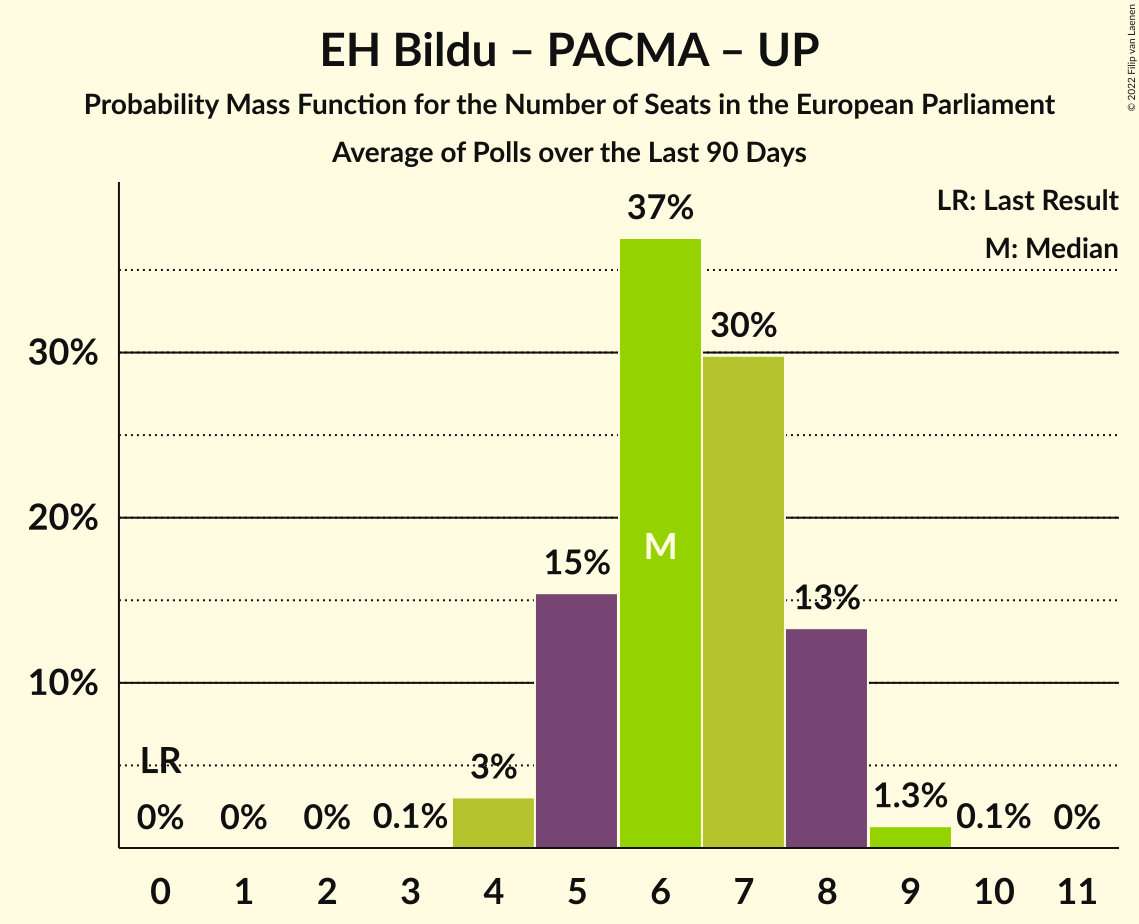 EH Bildu – PACMA – UP
Probability Mass Function for the Number of Seats in the European Parliament
Average of Polls over the Last 90 Days
© 2022 Filip van Laenen
LR: Last Result
M: Median
37%
30%
30%
20%
15%
M
13%
10%
LR
3%
0%
0%
0%
0.1%
1.3%
0.1%
0%
0 1 2 3 4 5 6 7 8 9 10 11